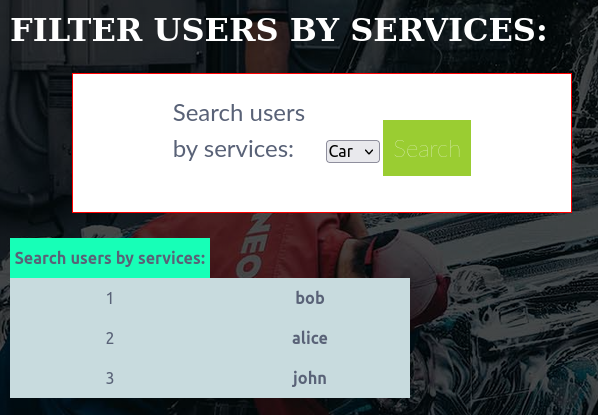 FILTER USERS BY SERVICES:
Search users
by services:
Car
Search
NEO
Search users by services:
1 bob
2 alice
3 john